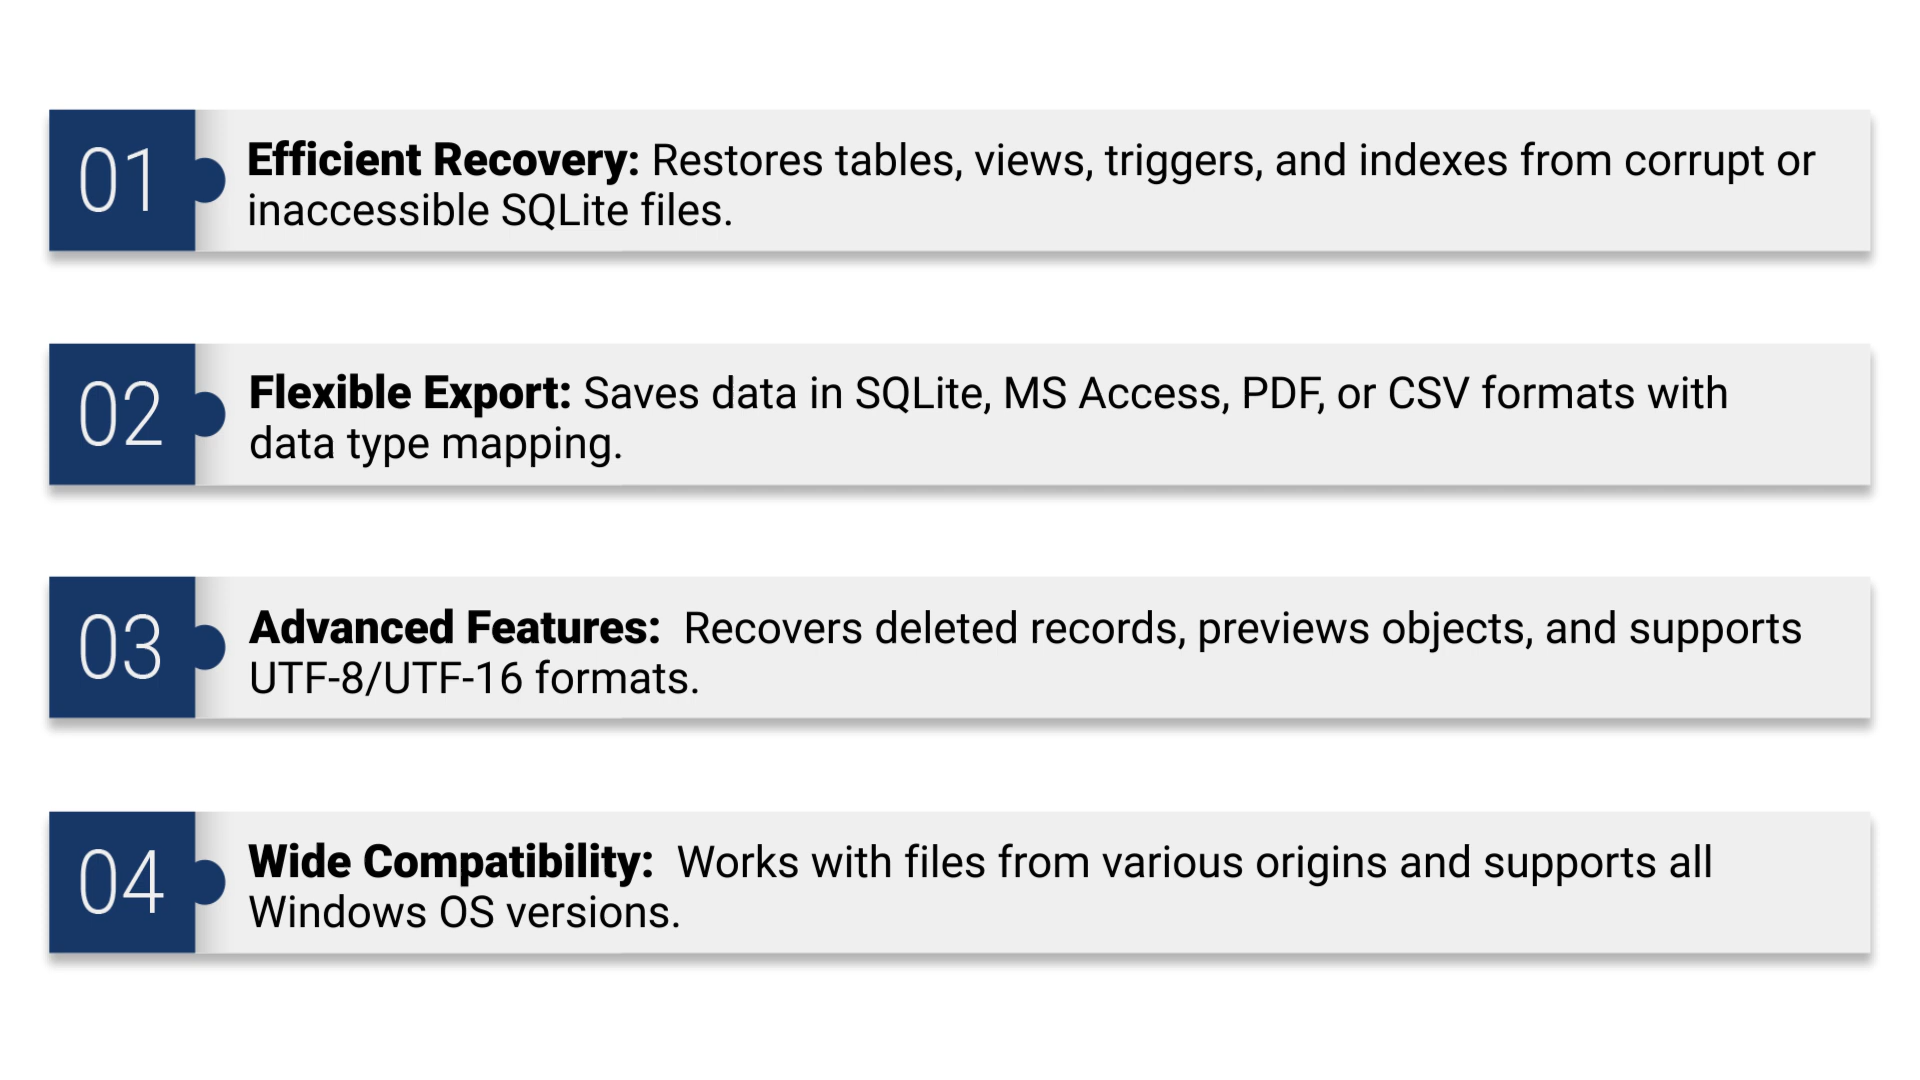 01
Efficient Recovery: Restores tables, views, triggers, and indexes from corrupt or
inaccessible SQLite files.
02
Flexible Export: Saves data in SQLite, MS Access, PDF, or CSV formats with
data type mapping.
03
Advanced Features: Recovers deleted records, previews objects, and supports
UTF-8/UTF-16 formats.
04
Wide Compatibility: Works with files from various origins and supports all
Windows OS versions.